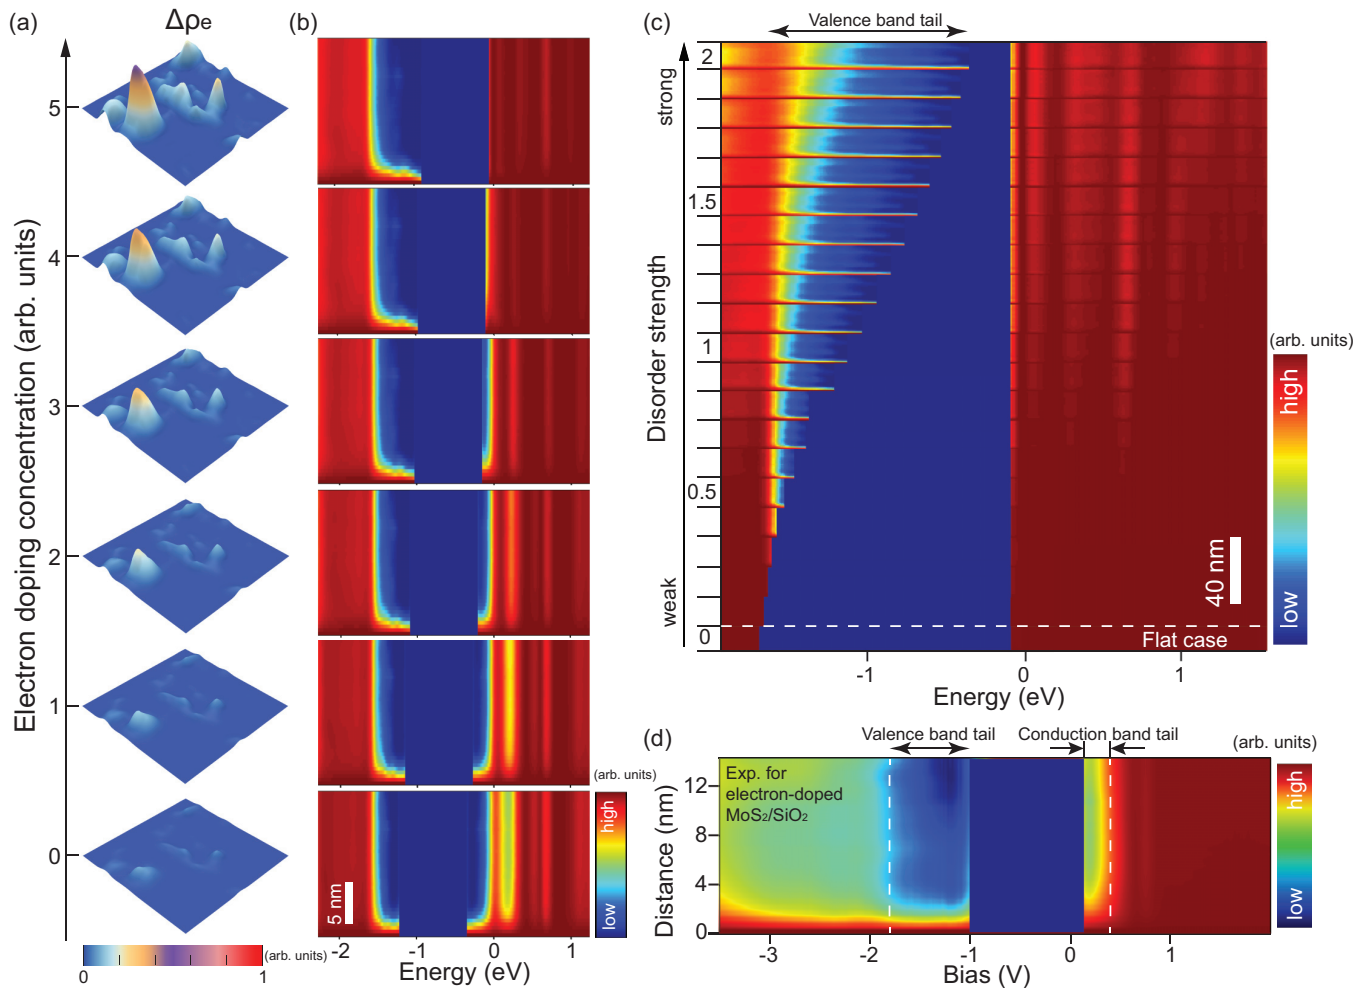 (a)
Δρe
Electron doping concentration (arb. units)
5
4
3
2
1
0
0
1
(arb. units)
(b)
5 nm
(arb. units)
high
low
-2
-1
0
1
Energy (eV)
(c)
Valence band tail
strong
Disorder strength
weak
2
1.5
1
0.5
0
Flat case
40 nm
(arb. units)
high
low
-1
0
1
Energy (eV)
(d)
Valence band tail
Conduction band tail
(arb. units)
Exp. for
electron-doped
MoS2/SiO2
Distance (nm)
12
8
4
0
-3
-2
-1
0
1
Bias (V)
high
low